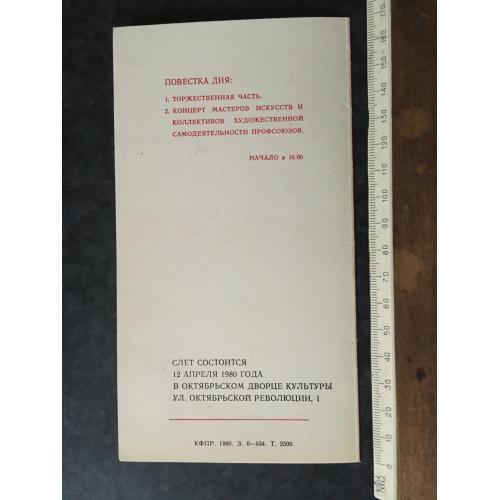 ПОВЕСТКА ДНЯ:
1. ТОРЖЕСТВЕННАЯ ЧАСТЬ.
2. КОНЦЕРТ МАСТЕРОВ ИСКУССТВ И
КОЛЛЕКТИВОВ ХУДОЖЕСТВЕННОЙ
САМОДЕЯТЕЛЬНОСТИ ПРОФСОЮЗОВ.
НАЧАЛО в 10.00
СЛЕТ СОСТОИТСЯ
12 АПРЕЛЯ 1980 ГОДА
В ОКТЯБРЬСКОМ ДВОРЦЕ КУЛЬТУРЫ
УЛ. ОКТЯБРЬСКОЙ РЕВОЛЮЦИИ, 1
КФПР. 1980. З. 0—634. Т. 2500.